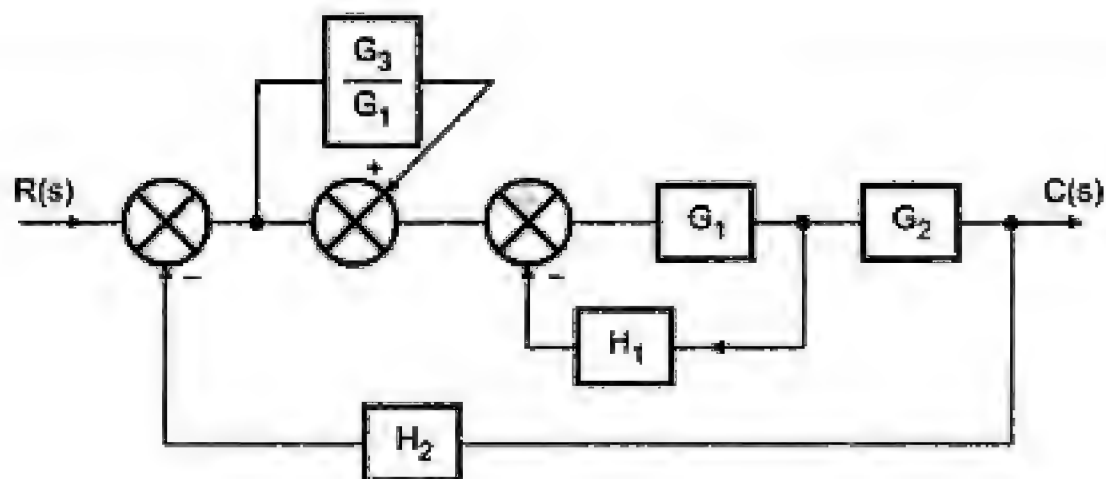 G₃
G₁
+
R(s)
G₁
G₂
C(s)
−
−
H₁
H₂